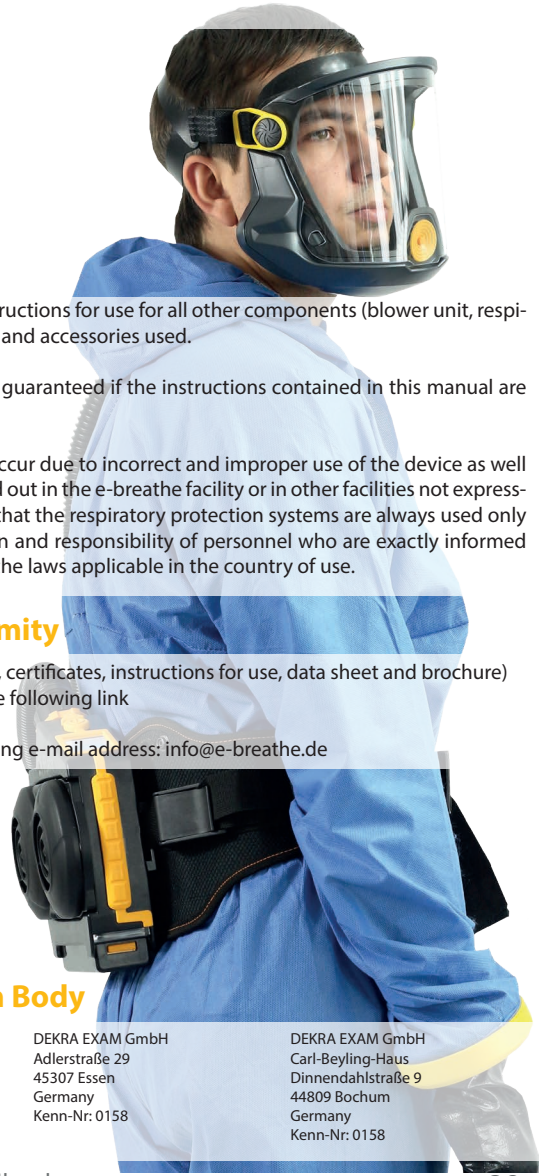 for use for all other components (blower unit, respi-
and accessories used.
guaranteed if the instructions contained in this manual are
due to incorrect and improper use of the device as well
out in the e-breathe facility or in other facilities not express-
that the respiratory protection systems are always used only
and responsibility of personnel who are exactly informed
the laws applicable in the country of use.
certificates, instructions for use, data sheet and brochure)
following link
e-mail address: info@e-breathe.de
Body
DEKRA EXAM GmbH
Adlerstraße 29
45307 Essen
Germany
Kenn-Nr: 0158
DEKRA EXAM GmbH
Carl-Beyling-Haus
Dinnendahlstraße 9
44809 Bochum
Germany
Kenn-Nr: 0158